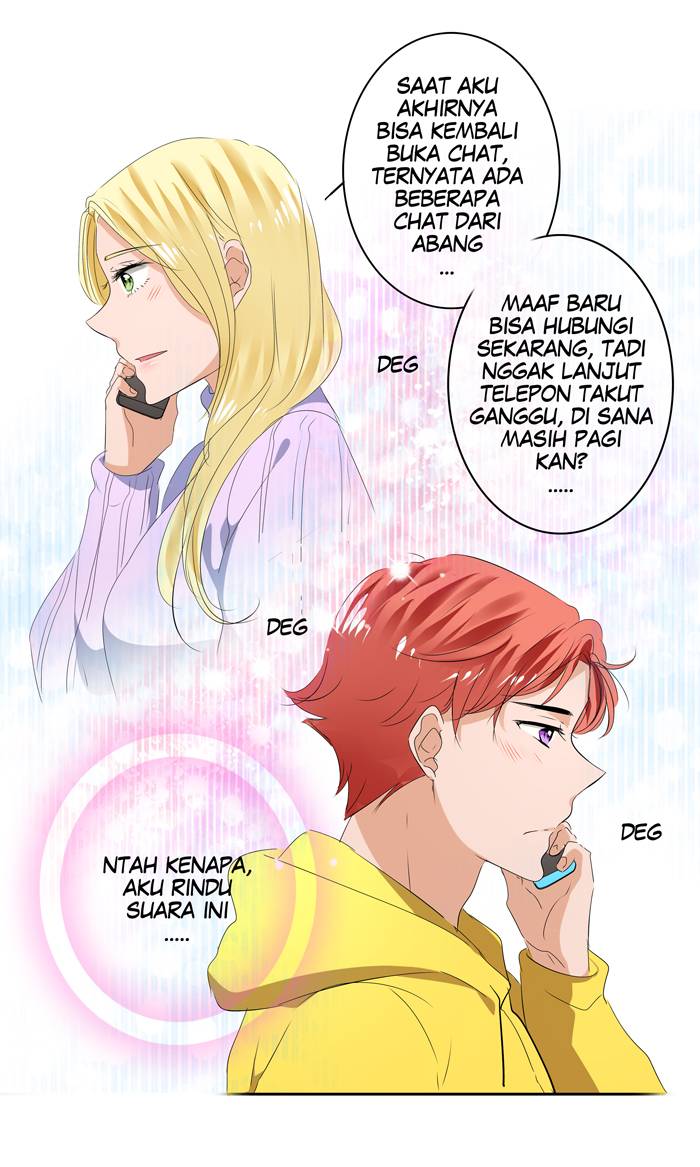 SAAT AKU
AKHIRNYA
BISA KEMBALI
BUKA CHAT,
TERNYATA ADA
BEBERAPA
CHAT DARI
ABANG
...
MAAF BARU
BISA HUBUNGI
SEKARANG, TADI
NGGAK LANJUT
TELEPON TAKUT
GANGGU, DI SANA
MASIH PAGI
KAN?
.....
DEG
DEG
DEG
NTAH KENAPA,
AKU RINDU
SUARA INI
.....